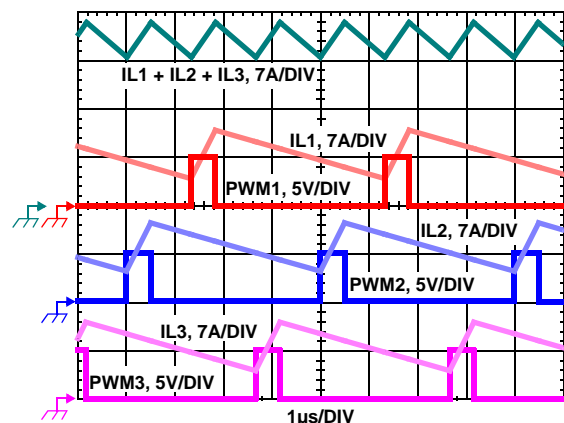 IL1 + IL2 + IL3, 7A/DIV
IL1, 7A/DIV
PWM1, 5V/DIV
IL2, 7A/DIV
PWM2, 5V/DIV
IL3, 7A/DIV
PWM3, 5V/DIV
1µs/DIV